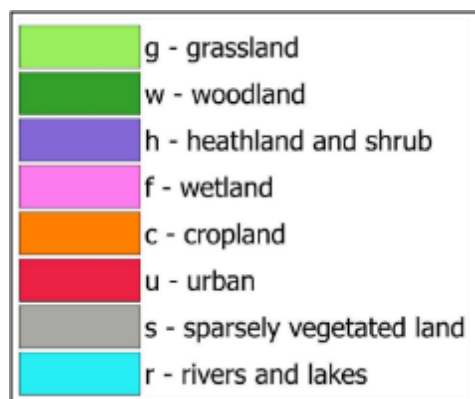 g - grassland
w - woodland
h - heathland and shrub
f - wetland
c - cropland
u - urban
s - sparsely vegetated land
r - rivers and lakes